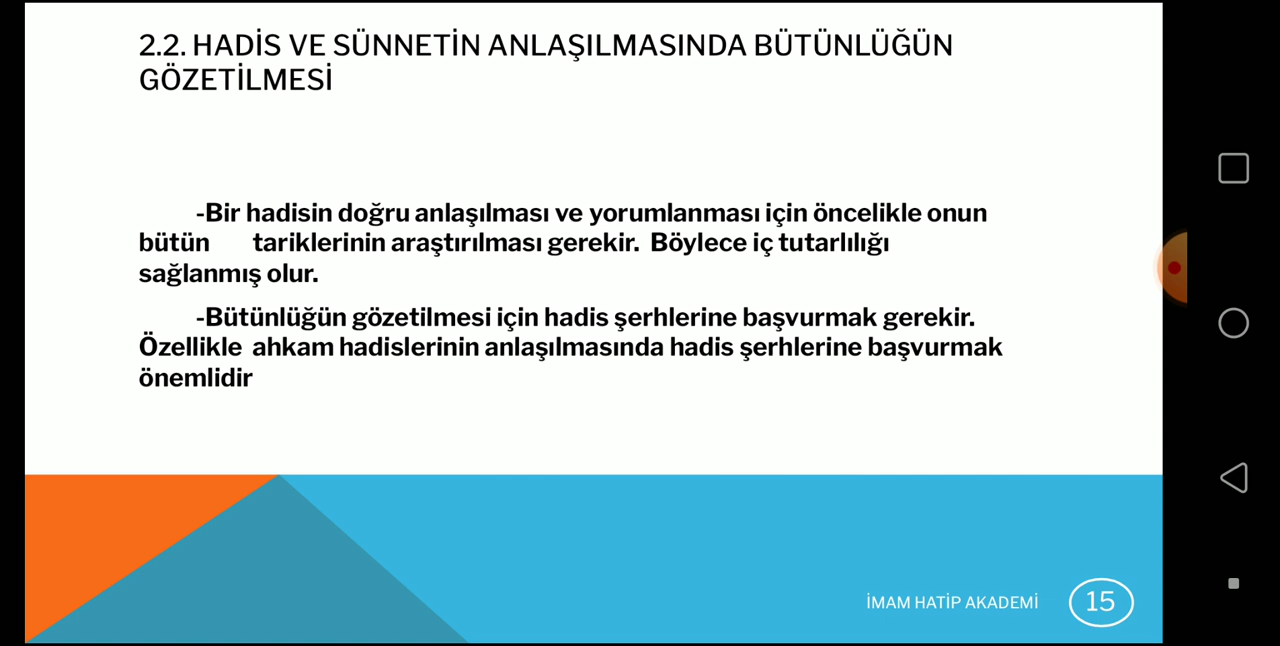 2.2. HADİS VE SÜNNETİN ANLAŞILMASINDA BÜTÜNLÜĞÜN
GÖZETİLMESİ
-Bir hadisin doğru anlaşılması ve yorumlanması için öncelikle onun
bütün tariklerinin araştırılması gerekir. Böylece iç tutarlılığı
sağlanmış olur.
-Bütünlüğün gözetilmesi için hadis şerhlerine başvurmak gerekir.
Özellikle ahkam hadislerinin anlaşılmasında hadis şerhlerine başvurmak
önemlidir
İMAM HATİP AKADEMİ 15